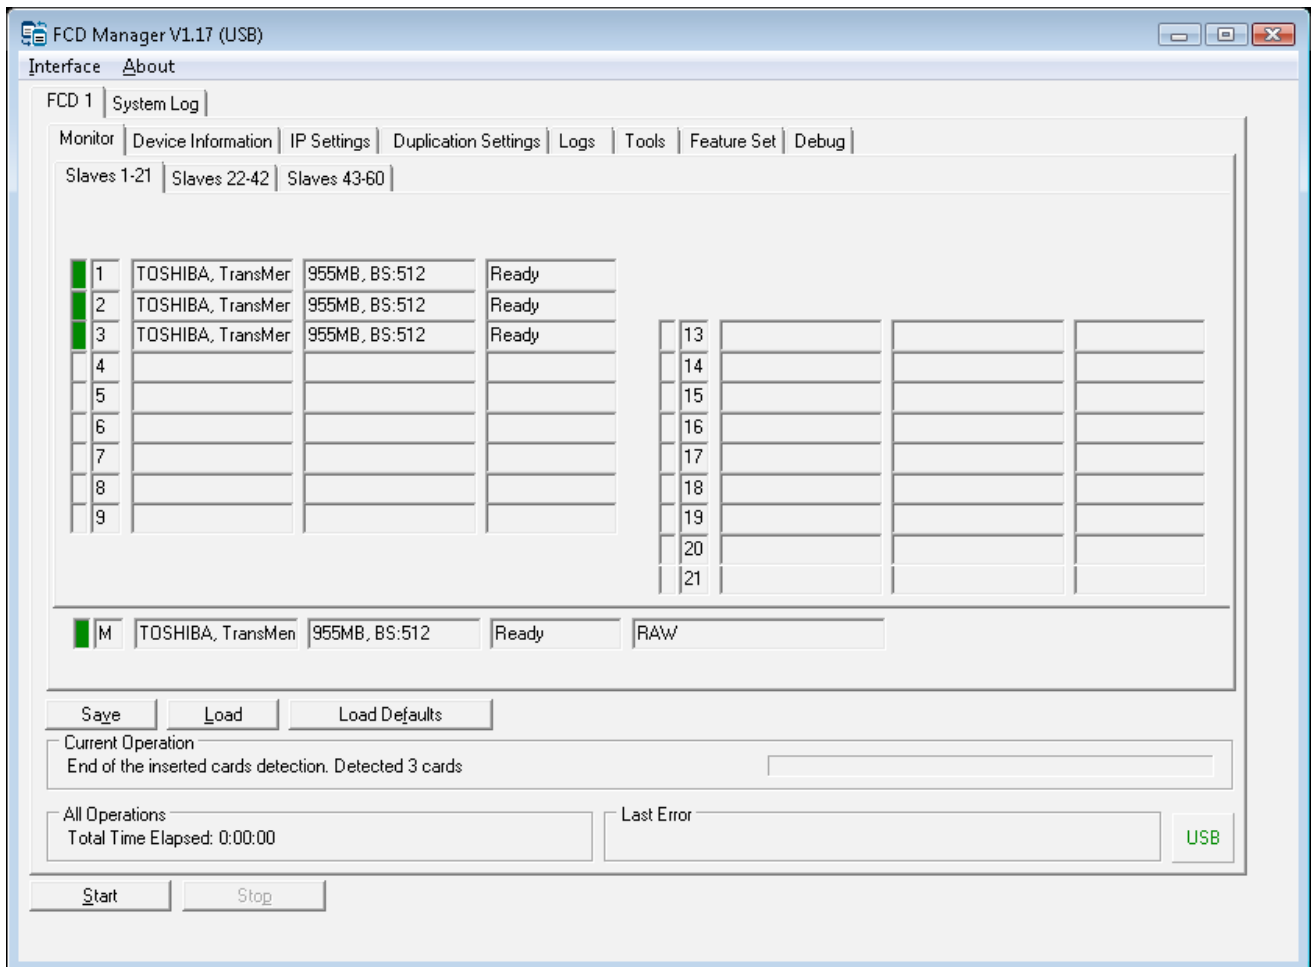 FCD Manager V1.17 (USB)
Interface About
FCD 1 System Log
Monitor Device Information IP Settings Duplication Settings Logs Tools Feature Set Debug
Slaves 1-21 Slaves 22-42 Slaves 43-60
1 TOSHIBA, TransMer 955MB, BS:512 Ready
2 TOSHIBA, TransMer 955MB, BS:512 Ready
3 TOSHIBA, TransMer 955MB, BS:512 Ready 13
4 14
5 15
6 16
7 17
8 18
9 19
20
21
M TOSHIBA, TransMen 955MB, BS:512 Ready RAW
Save Load Load Defaults
Current Operation
End of the inserted cards detection. Detected 3 cards
All Operations Last Error
Total Time Elapsed: 0:00:00 USB
Start Stop